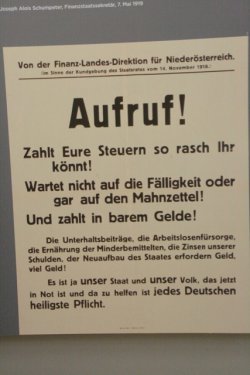 Joseph Alois Schumpeter, Finanzstaatssekretär, 7. Mai 1919
Von der Finanz-Landes-Direktion für Niederösterreich.
(Im Sinne der Kundgebung des Staatsrates vom 14. November 1918.)
Aufruf!
Zahlt Eure Steuern so rasch Ihr
könnt!
Wartet nicht auf die Fälligkeit oder
gar auf den Mahnzettel!
Und zahlt in barem Gelde!
Die Unterhaltsbeiträge, die Arbeitslosenfürsorge,
die Ernährung der Minderbemittelten, die Zinsen unserer
Schulden, der Neuaufbau des Staates erfordern Geld,
viel Geld!
Es ist ja unser Staat und unser Volk, das jetzt
in Not ist und da zu helfen ist jedes Deutschen
heiligste Pflicht.